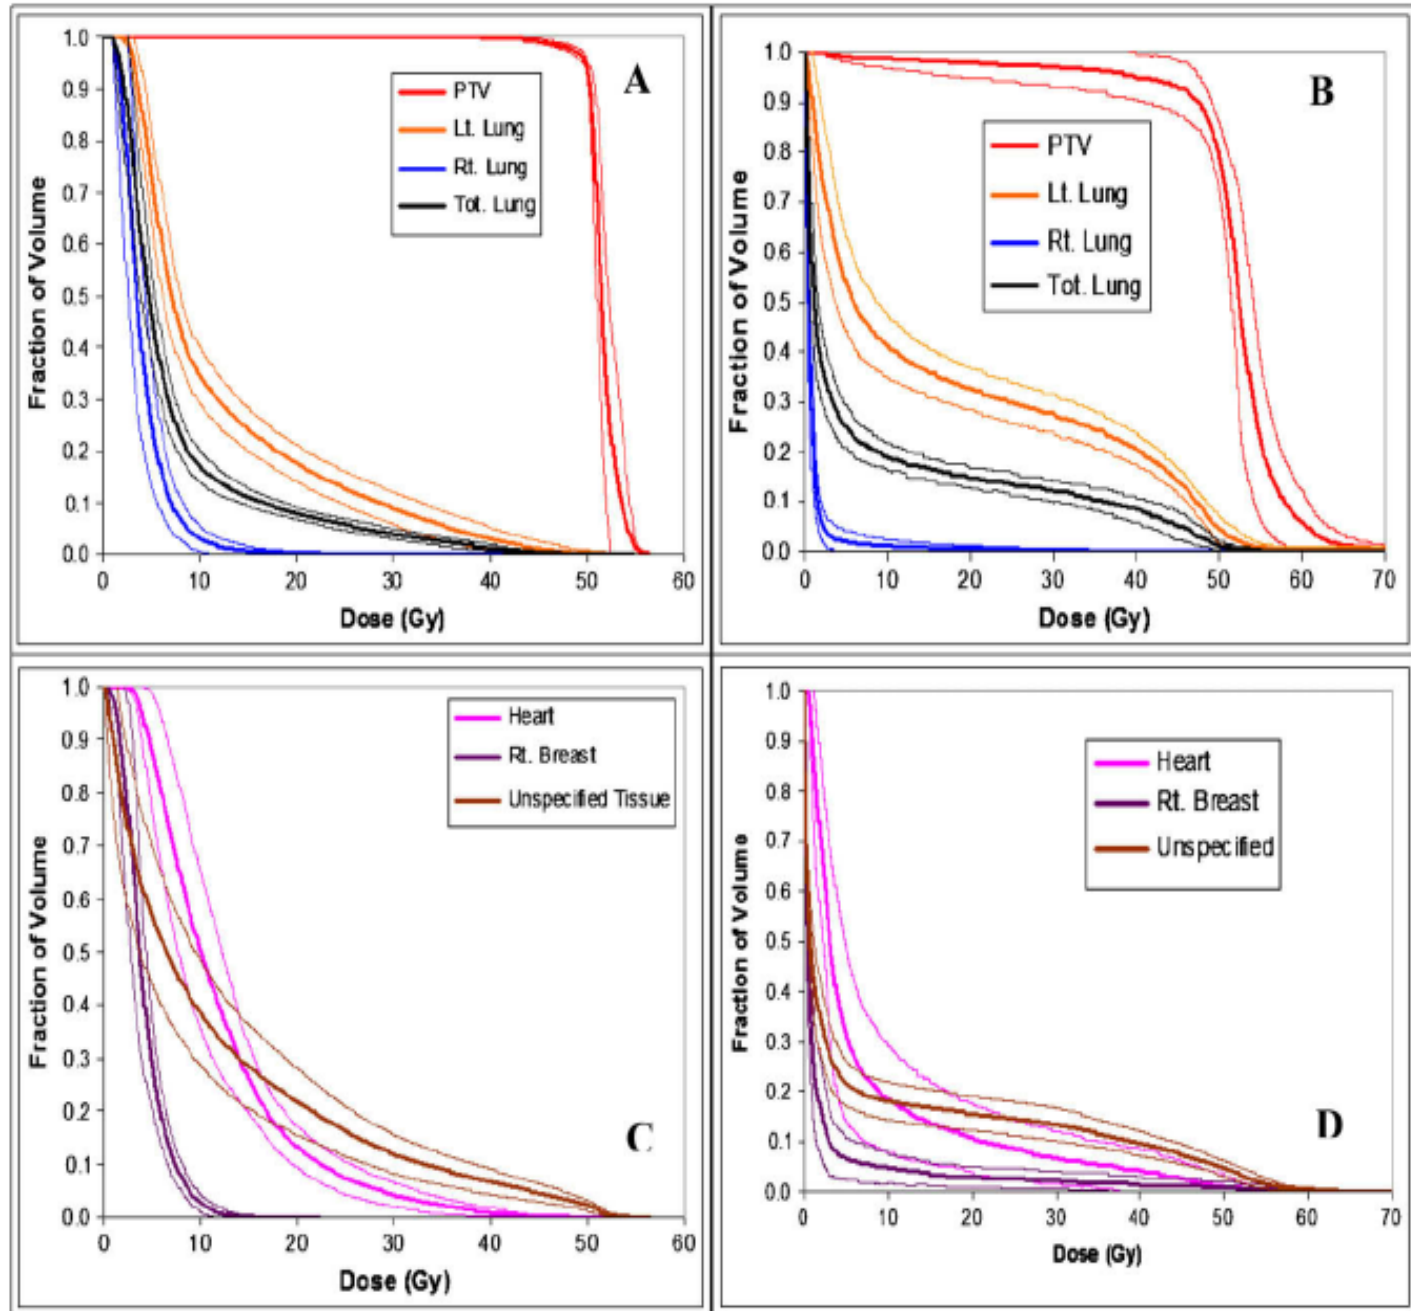 A
1.0
0.9
0.8
0.7
0.6
0.5
0.4
0.3
0.2
0.1
0.0
Fraction of Volume
PTV
Lt. Lung
Rt. Lung
Tot. Lung
0 10 20 30 40 50 60
Dose (Gy)
B
1.0
0.9
0.8
0.7
0.6
0.5
0.4
0.3
0.2
0.1
0.0
Fraction of Volume
PTV
Lt. Lung
Rt. Lung
Tot. Lung
0 10 20 30 40 50 60 70
Dose (Gy)
1.0
0.9
0.8
0.7
0.6
0.5
0.4
0.3
0.2
0.1
0.0
Fraction of Volume
Heart
Rt. Breast
Unspecified Tissue
C
0 10 20 30 40 50 60
Dose (Gy)
1.0
0.9
0.8
0.7
0.6
0.5
0.4
0.3
0.2
0.1
0.0
Fraction of Volume
Heart
Rt. Breast
Unspecified
D
0 10 20 30 40 50 60 70
Dose (Gy)